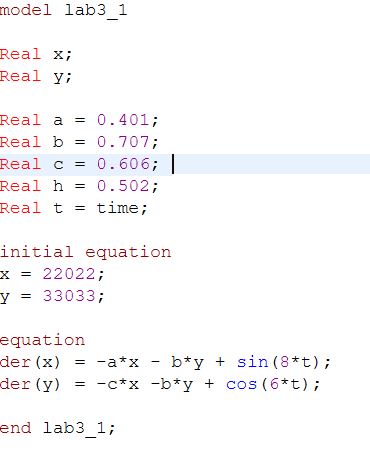 model lab3_1
Real x;
Real y;
Real a = 0.401;
Real b = 0.707;
Real c = 0.606;
Real h = 0.502;
Real t = time;
initial equation
x = 22022;
y = 33033;
equation
der(x) = -a*x - b*y + sin(8*t);
der(y) = -c*x -b*y + cos(6*t);
end lab3_1;